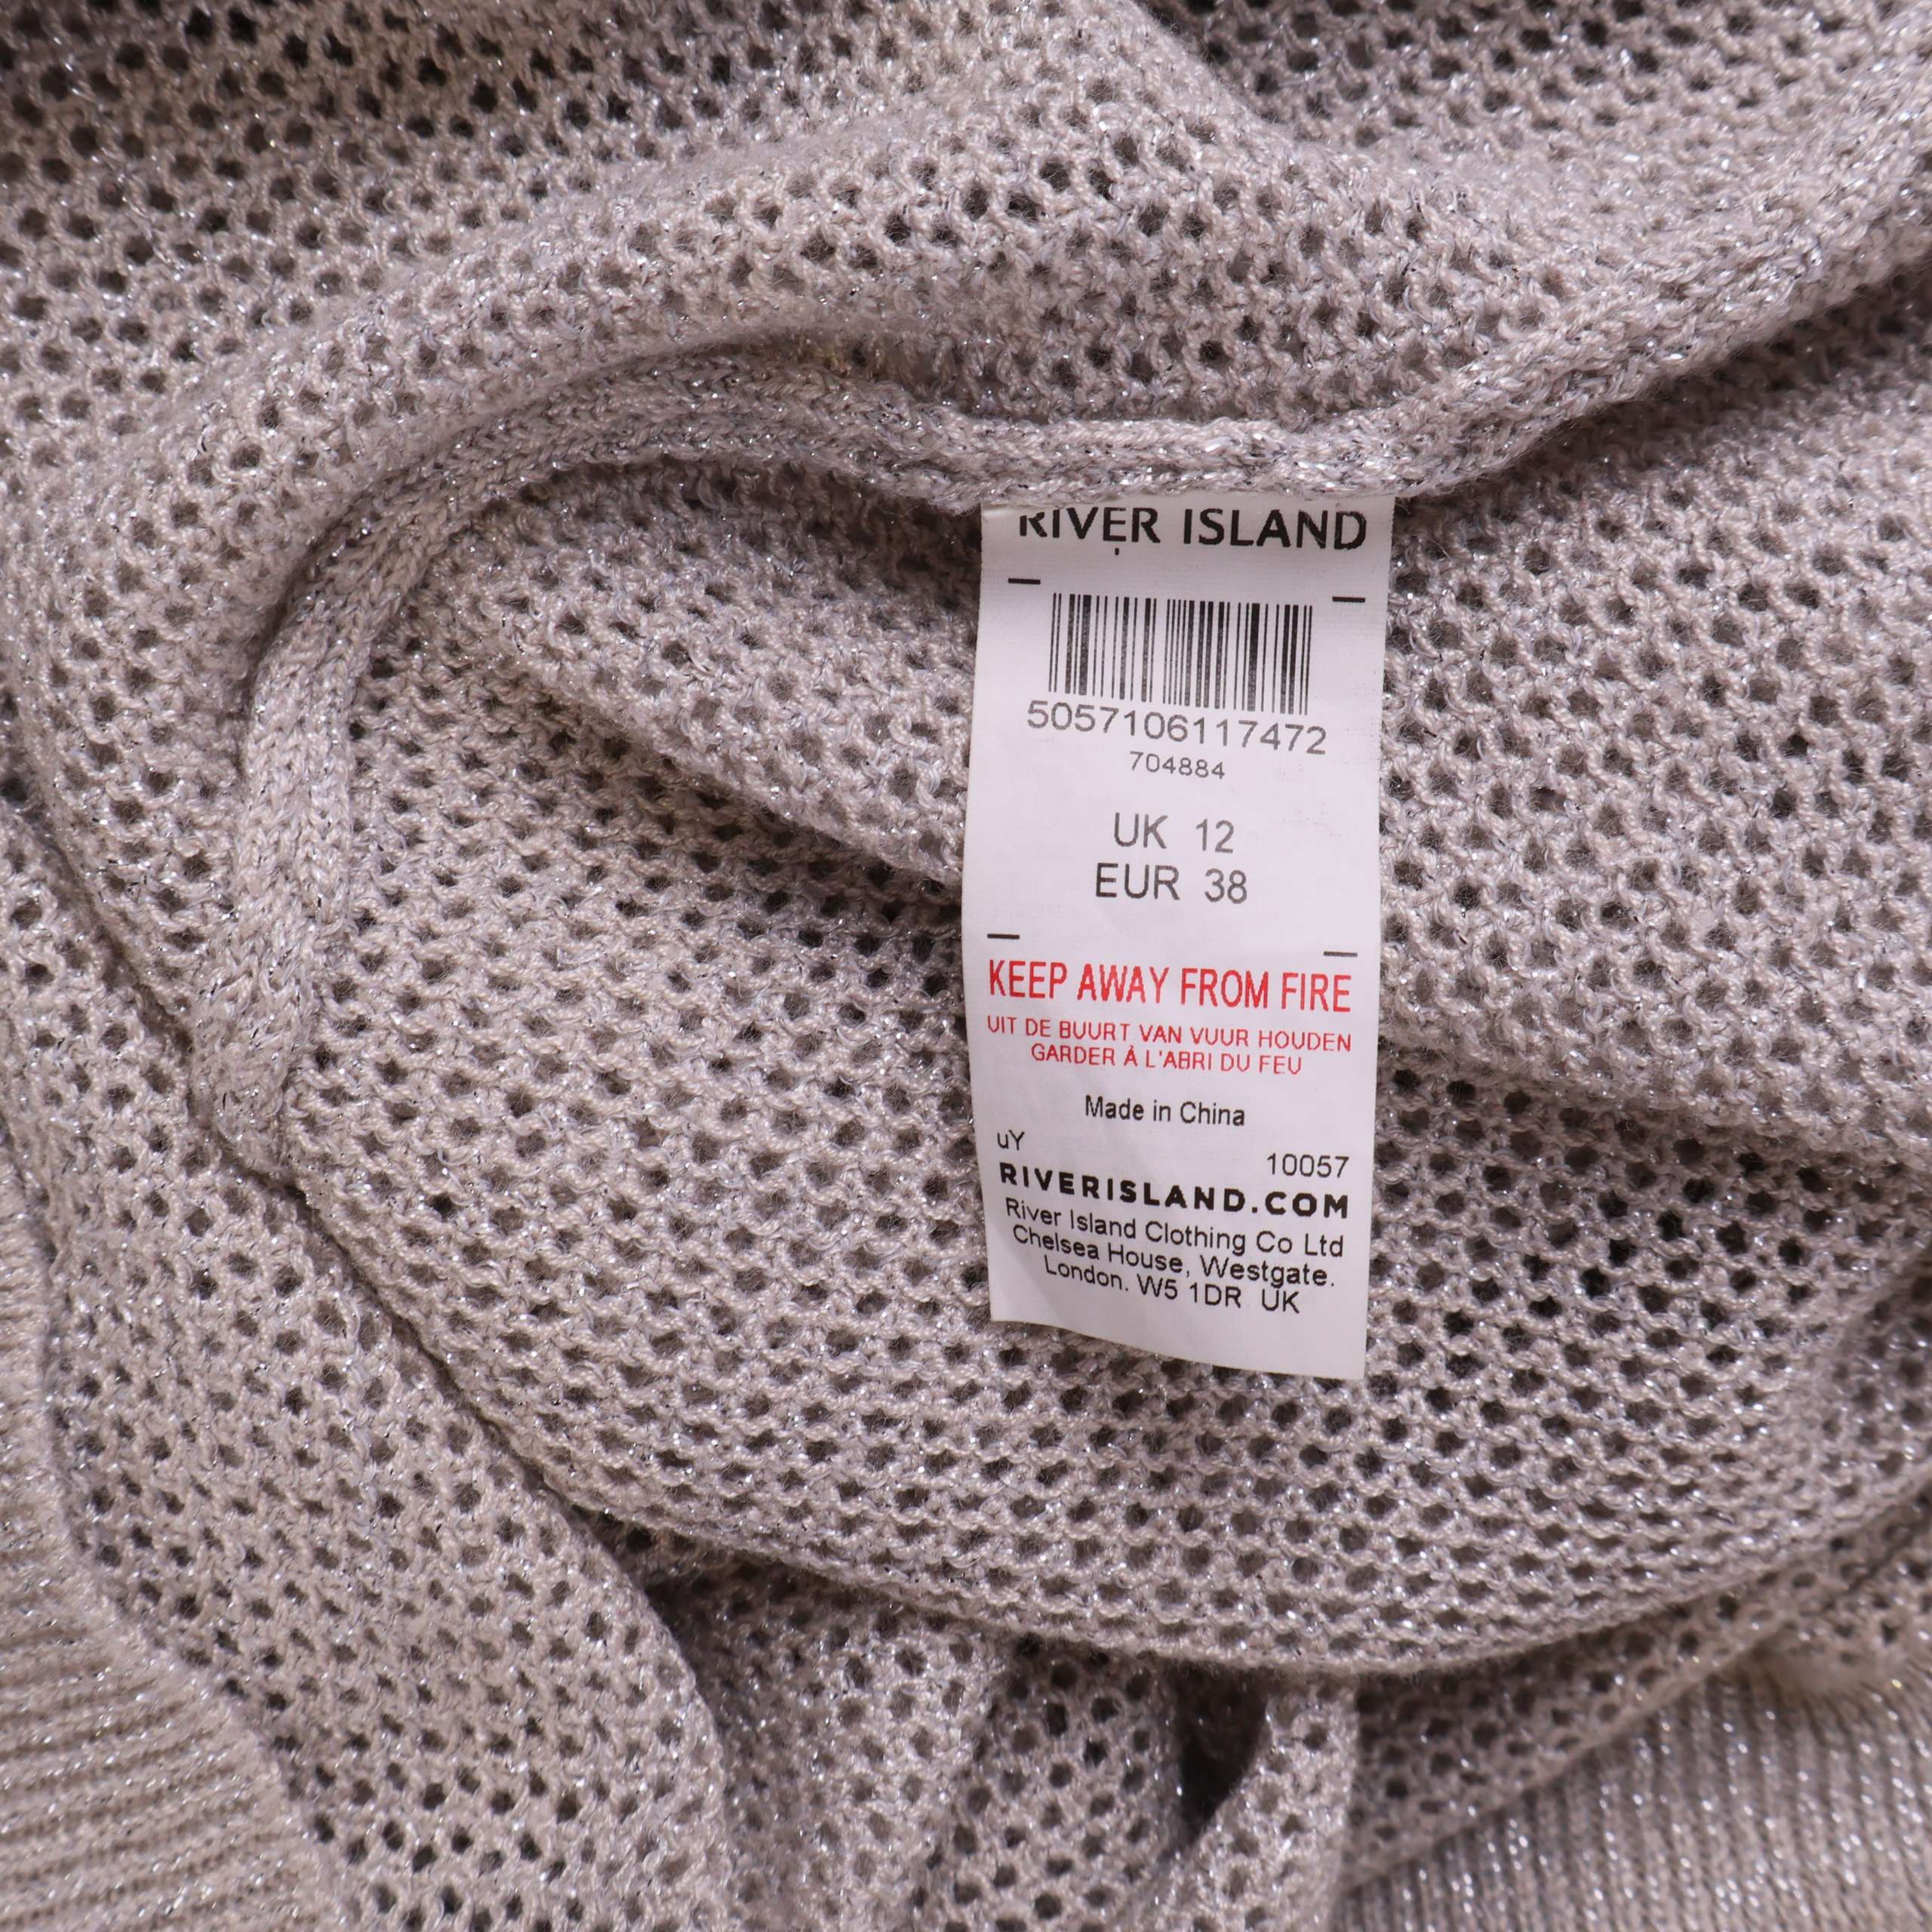 RIVER ISLAND
5057106117472
704884
UK 12
EUR 38
KEEP AWAY FROM FIRE
UIT DE BUURT VAN VUUR HOUDEN
GARDER À L'ABRI DU FEU
Made in China
uY
10057
RIVERISLAND.COM
River Island Clothing Co Ltd
Chelsea House, Westgate.
London. W5 1DR UK